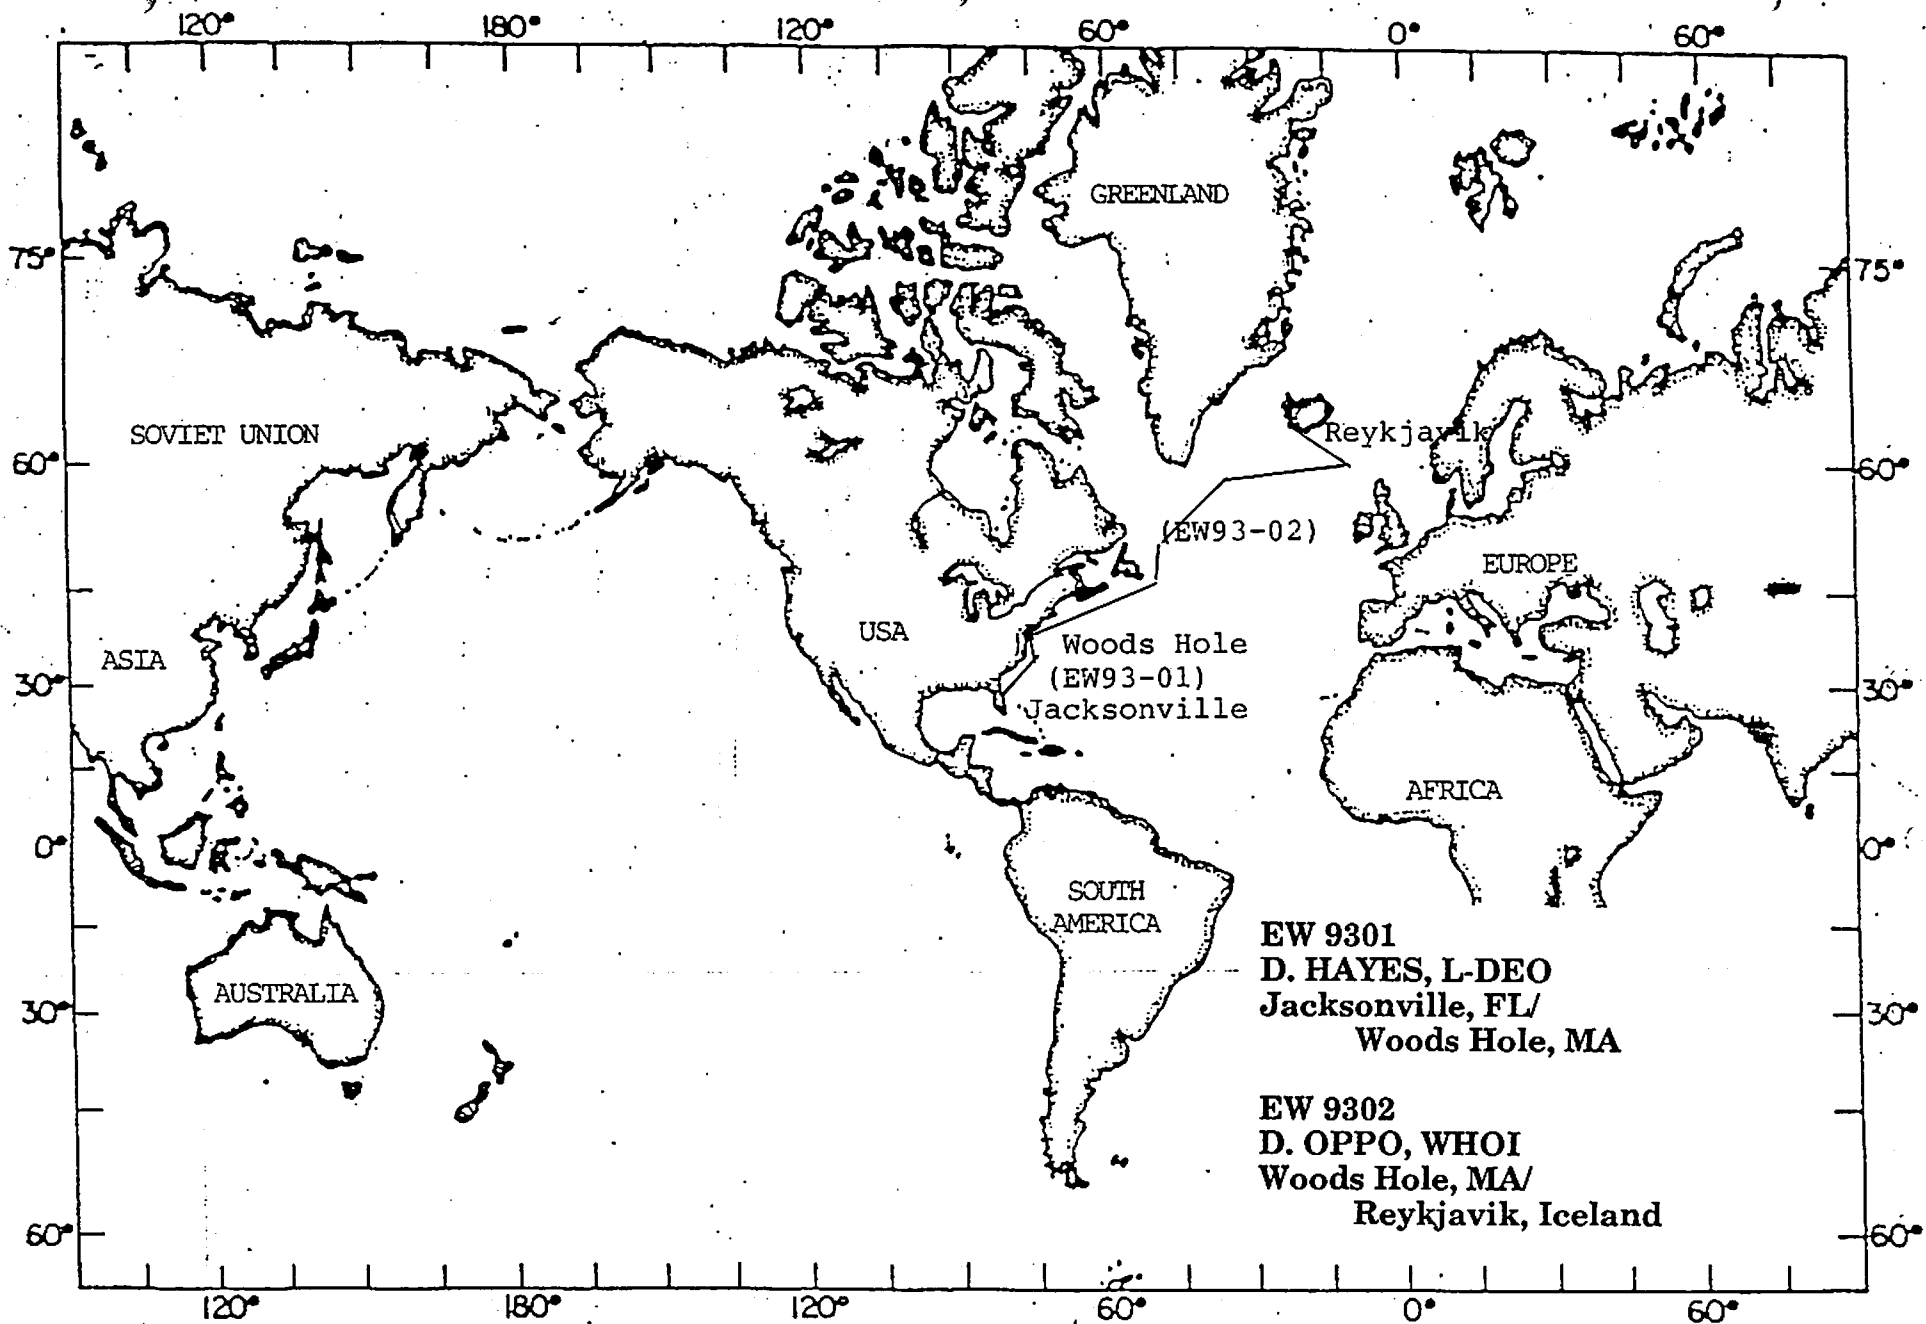 120° 180° 120° 60° 0° 60°
GREENLAND
75° 75°
SOVIET UNION
Reykjavik
60° 60°
(EW93-02)
EUROPE
USA
Woods Hole
ASIA
(EW93-01)
30° 30°
Jacksonville
AFRICA
0° 0°
SOUTH
AMERICA
EW 9301
D. HAYES, L-DEO
AUSTRALIA
Jacksonville, FL/
30° 30°
Woods Hole, MA
EW 9302
D. OPPO, WHOI
Woods Hole, MA/
Reykjavik, Iceland
60° 60°
120° 180° 120° 60° 0° 60°